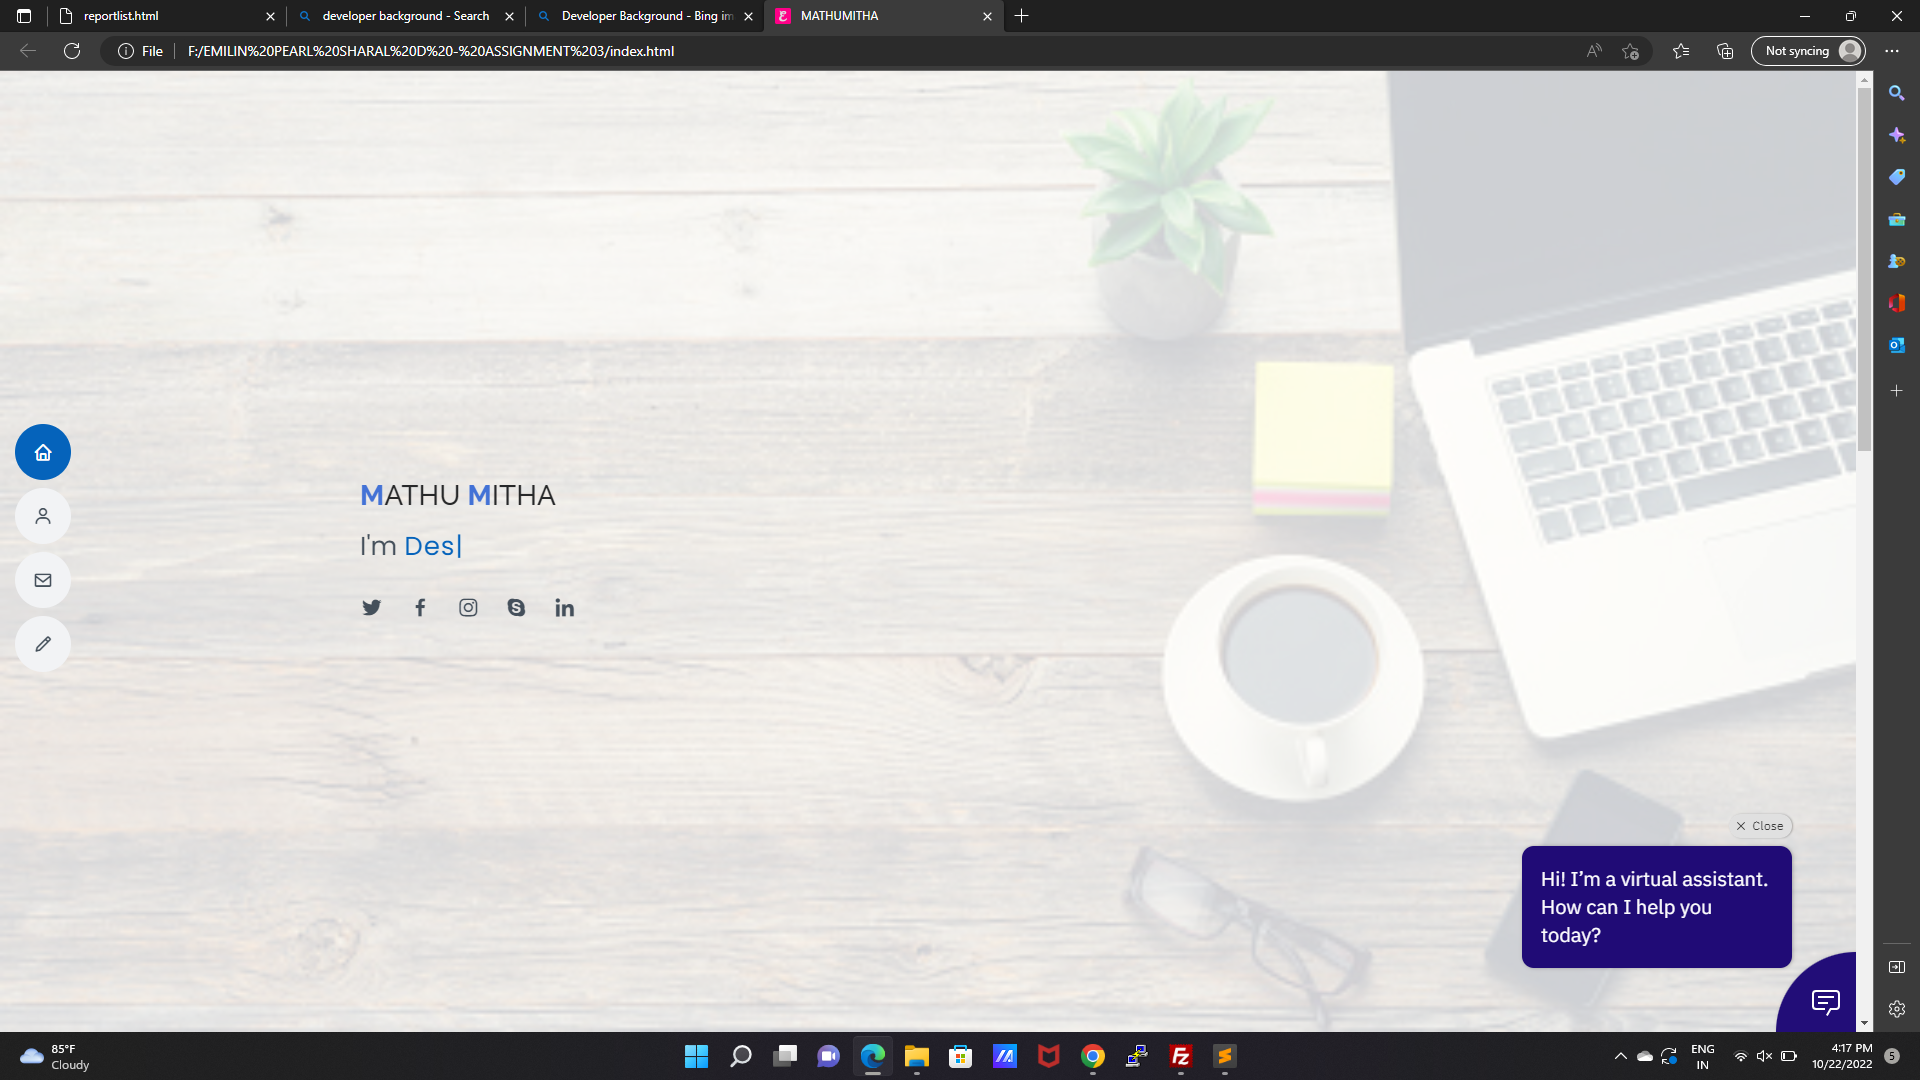 reportlist.html
developer background - Search
Developer Background - Bing im
MATHUMITHA
File
F:/EMILIN%20PEARL%20SHARAL%20D%20-%20ASSIGNMENT%203/index.html
Not syncing
MATHU MITHA
I'm Des|
Close
Hi! I’m a virtual assistant.
How can I help you
today?
85°F
Cloudy
ENG
IN
4:17 PM
10/22/2022
5